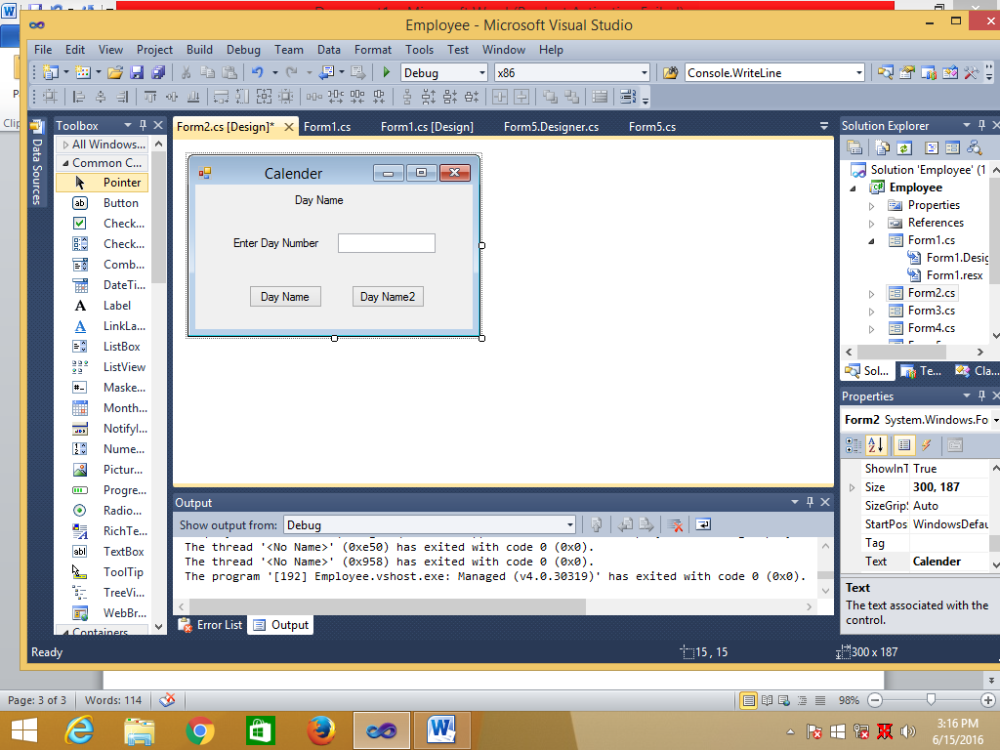 Employee - Microsoft Visual Studio
File Edit View Project Build Debug Team Data Format Tools Test Window Help
Debug x86 Console.WriteLine
Data Sources
Toolbox
All Windows...
Common C...
Pointer
Button
Check...
Check...
Comb...
DateTi...
Label
LinkLa...
ListBox
ListView
Maske...
Month...
NotifyI...
Nume...
Pictur...
Progre...
Radio...
RichTe...
TextBox
ToolTip
TreeVi...
WebBr...
Containers
Form2.cs [Design]* Form1.cs Form1.cs [Design] Form5.Designer.cs Form5.cs
Calender
Day Name
Enter Day Number
Day Name Day Name2
Output
Show output from: Debug
The thread '<No Name>' (0xe50) has exited with code 0 (0x0).
The thread '<No Name>' (0x958) has exited with code 0 (0x0).
The program '[192] Employee.vshost.exe: Managed (v4.0.30319)' has exited with code 0 (0x0).
Error List Output
Solution Explorer
Solution 'Employee' (1
Employee
Properties
References
Form1.cs
Form1.Desig
Form1.resx
Form2.cs
Form3.cs
Form4.cs
Sol... Te... Cla...
Properties
Form2 System.Windows.Fo
ShowInT True
Size 300, 187
SizeGripS Auto
StartPos WindowsDefau
Tag
Text Calender
Text
The text associated with the
control.
Ready 15 , 15 300 x 187
Page: 3 of 3 Words: 114 98%
3:16 PM
6/15/2016